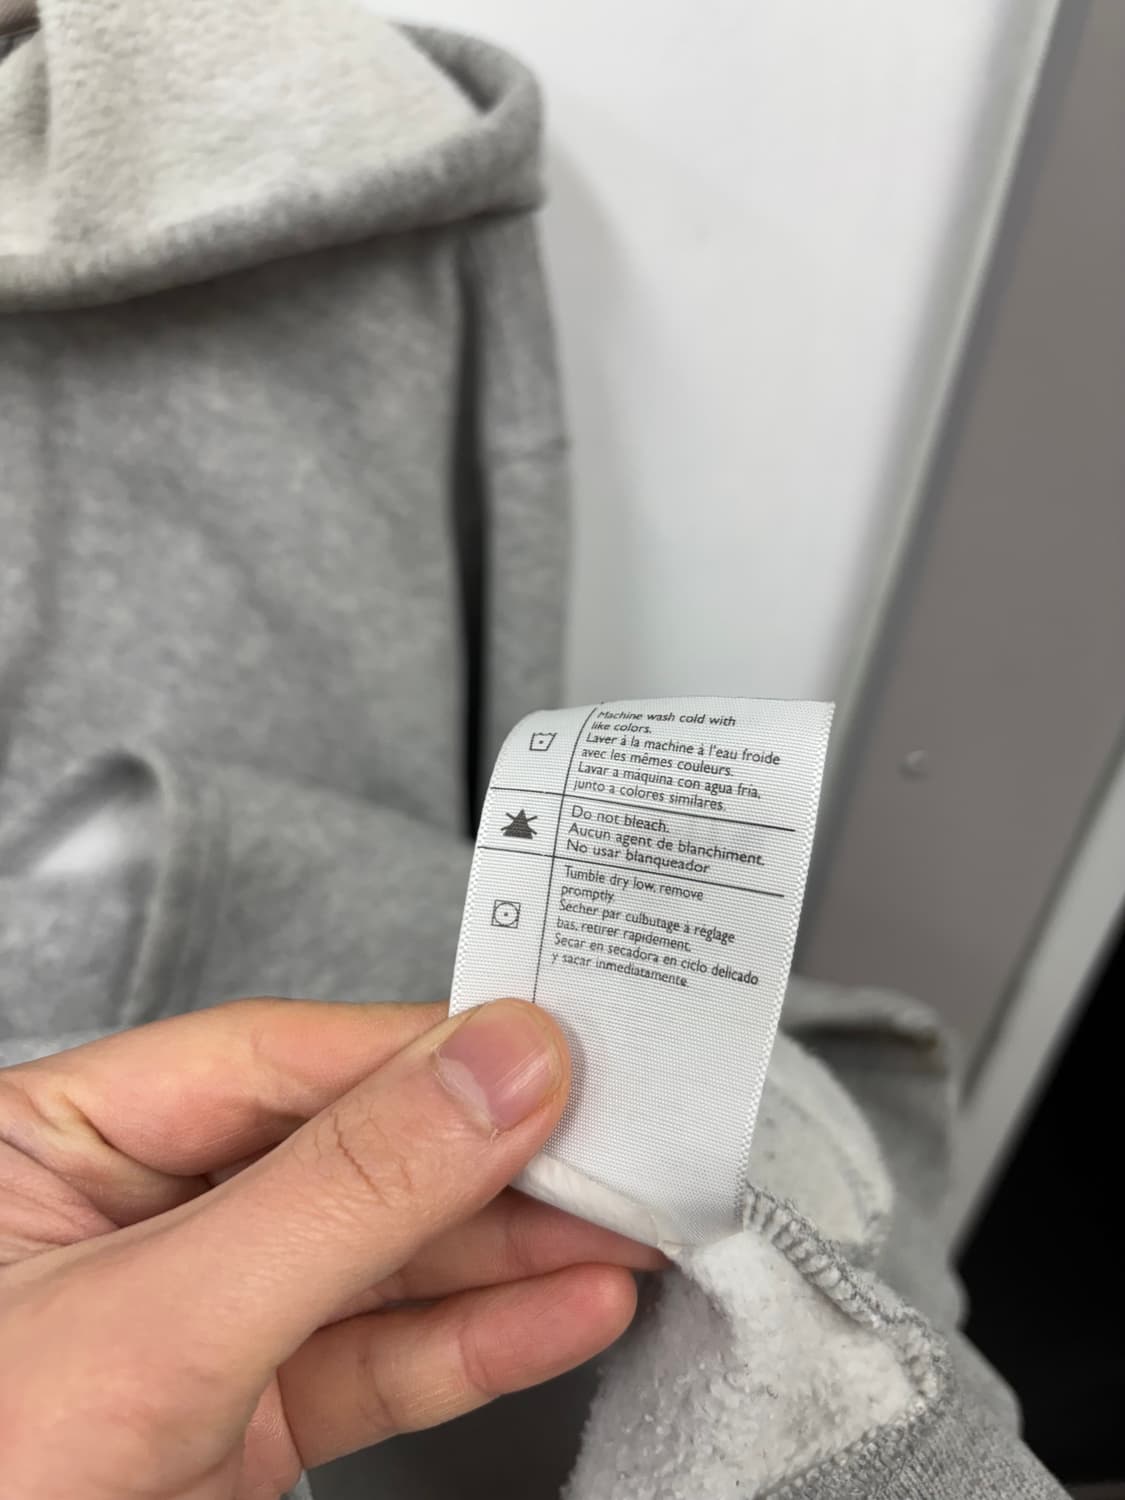 Machine wash cold with
like colors.
Laver à la machine à l'eau froide
avec les mêmes couleurs.
Lavar a máquina con agua fria,
junto a colores similares.
Do not bleach.
Aucun agent de blanchiment.
No usar blanqueador
Tumble dry low, remove
promptly.
Sécher par culbutage à réglage
bas, retirer rapidement.
Secar en secadora en ciclo delicado
y sacar inmediatamente.